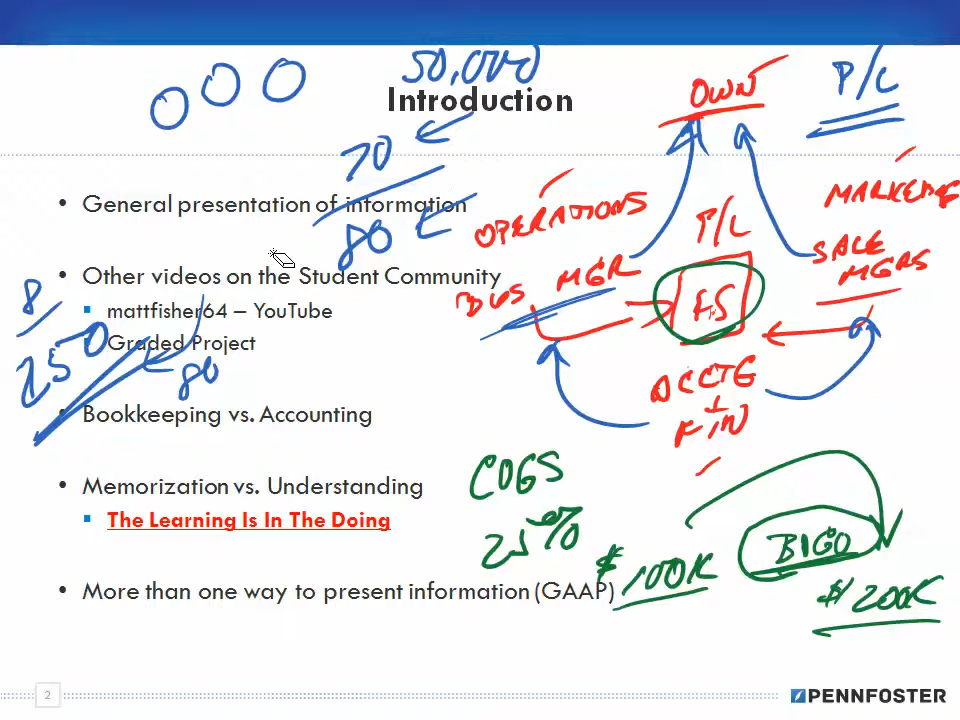 50,000
Introduction
OWN
P/L
70
80
General presentation of information
OPERATIONS
P/L
MARKETING
Other videos on the Student Community
mattfisher64 – YouTube
Graded Project
8
250
80
BUS MGR
F.S
SALE
MGRS
ACCTG
+
FIN
Bookkeeping vs. Accounting
Memorization vs. Understanding
The Learning Is In The Doing
COGS
25%
$100K
BIGO
$200K
More than one way to present information (GAAP)
2
PENNFOSTER